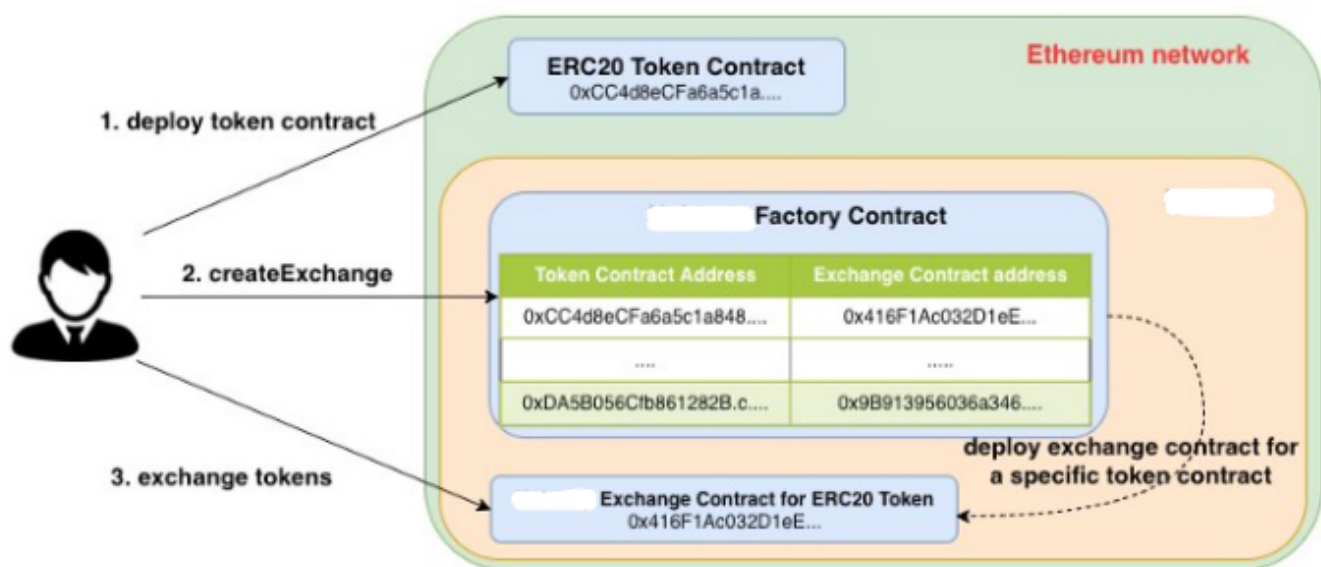 ERC20 Token Contract
0xCC4d8eCFa6a5c1a....
Ethereum network
1. deploy token contract
Factory Contract
2. createExchange
Token Contract Address
Exchange Contract address
0xCC4d8eCFa6a5c1a848....
0x416F1Ac032D1eE...
....
.....
0xDA5B056Cfb861282B.c....
0x9B913956036a346....
deploy exchange contract for
a specific token contract
3. exchange tokens
Exchange Contract for ERC20 Token
0x416F1Ac032D1eE...